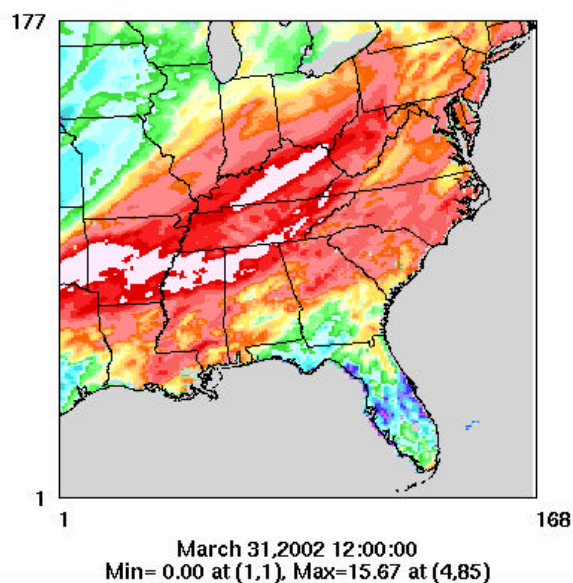 177
1
1
168
March 31,2002 12:00:00
Min= 0.00 at (1,1), Max=15.67 at (4,85)